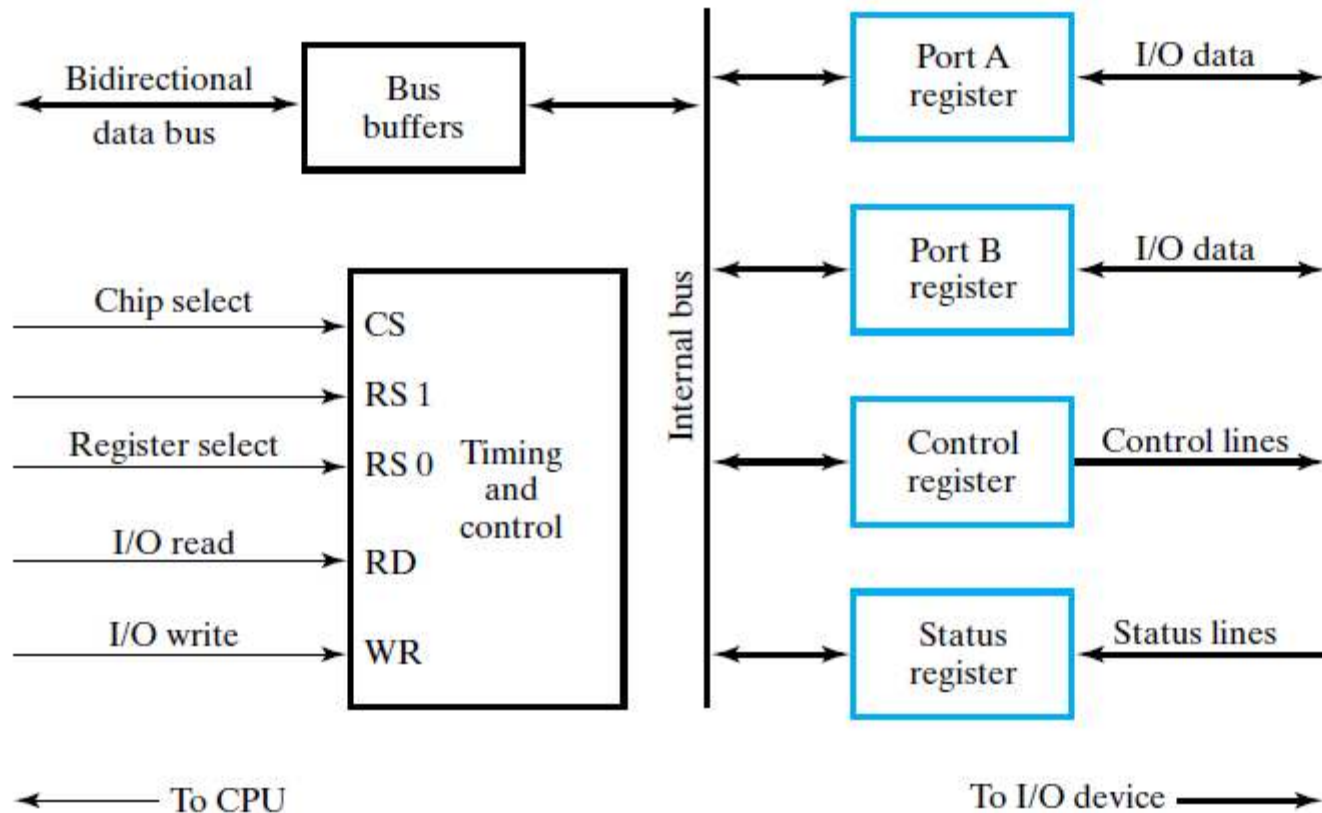 Bidirectional
data bus
Bus
buffers
Internal bus
Port A
register
I/O data
Port B
register
I/O data
Chip select
CS
RS 1
Register select
RS 0
Timing
and
control
I/O read
RD
I/O write
WR
Control
register
Control lines
Status
register
Status lines
To CPU
To I/O device